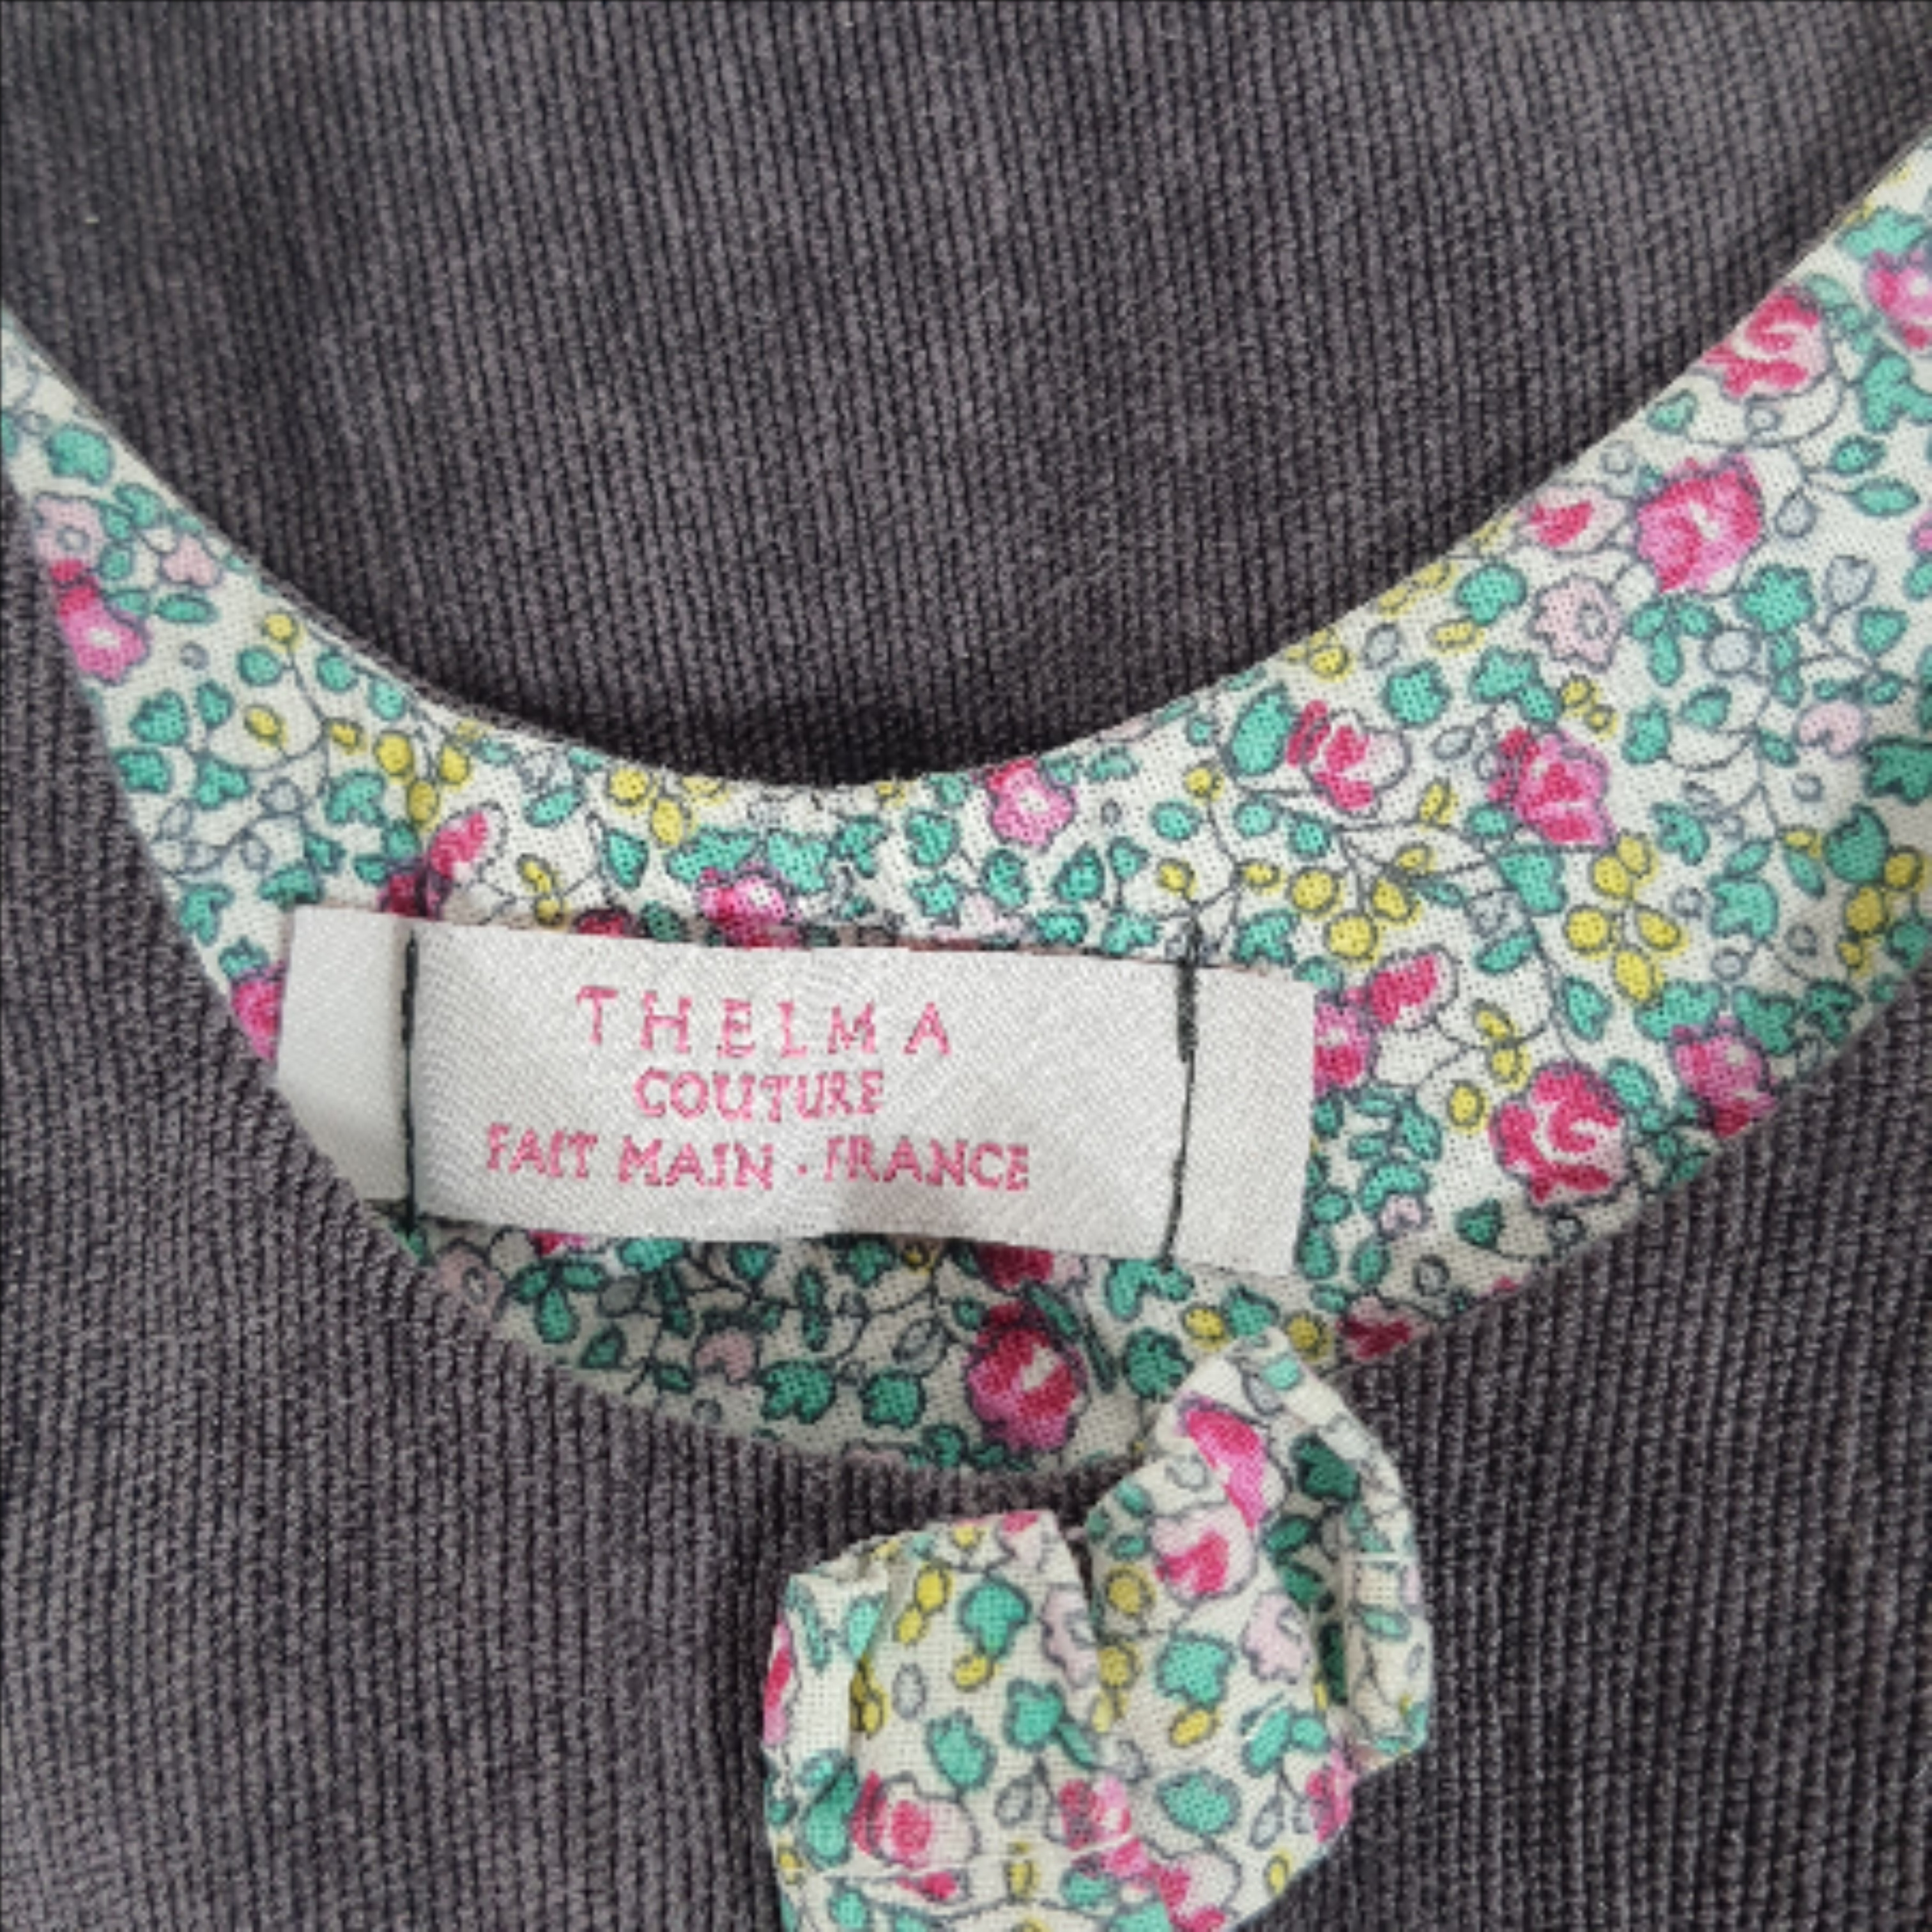 THELMA
COUTURE
FAIT MAIN · FRANCE